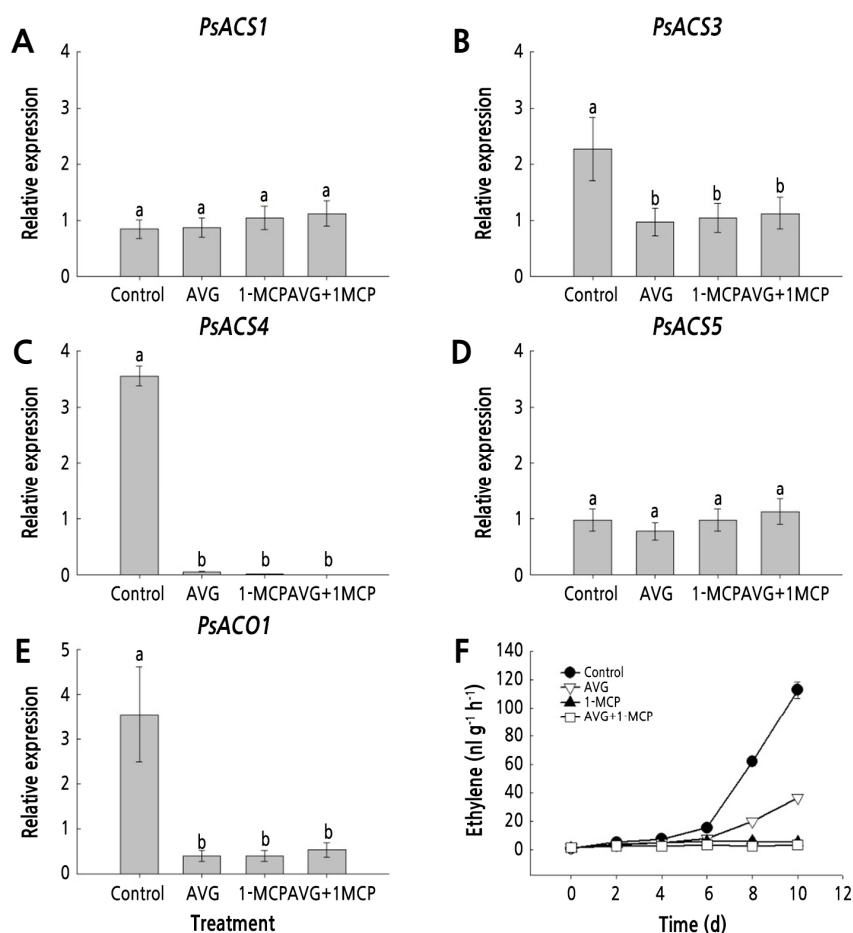 A
PsACS1
Relative expression
4
3
2
1
0
a
a
a
a
Control AVG 1-MCPAVG+1MCP
B
PsACS3
Relative expression
4
3
2
1
0
a
b
b
b
Control AVG 1-MCPAVG+1MCP
C
PsACS4
Relative expression
4
3
2
1
0
a
b
b
b
Control AVG 1-MCPAVG+1MCP
D
PsACS5
Relative expression
4
3
2
1
0
a
a
a
a
Control AVG 1-MCPAVG+1MCP
E
PsACO1
Relative expression
5
4
3
2
1
0
a
b
b
b
Control AVG 1-MCPAVG+1MCP
Treatment
F
Ethylene (nl g⁻¹ h⁻¹)
140
120
100
80
60
40
20
0
Control
AVG
1-MCP
AVG+1-MCP
0 2 4 6 8 10 12
Time (d)